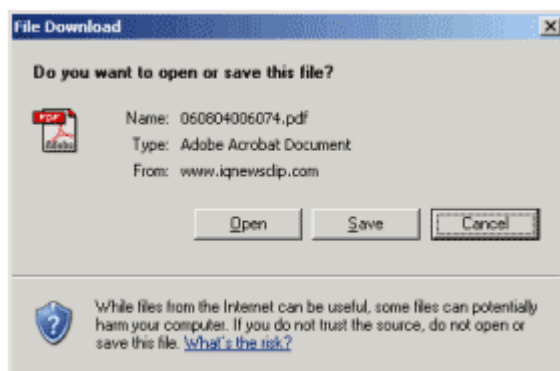 File Download
Do you want to open or save this file?
PDF
Adobe
Name: 060804006074.pdf
Type: Adobe Acrobat Document
From: www.iqnewsclip.com
Open Save Cancel
While files from the Internet can be useful, some files can potentially
harm your computer. If you do not trust the source, do not open or
save this file. What's the risk?